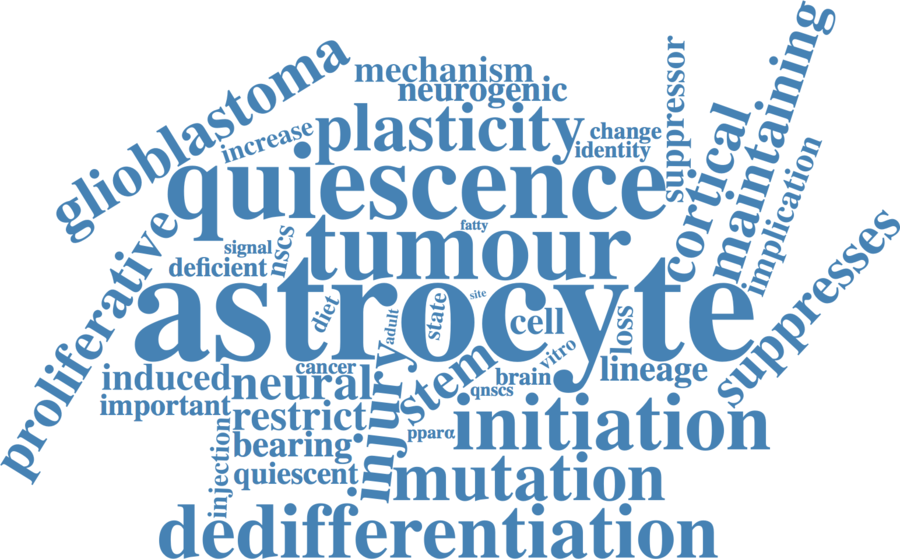 glioblastoma
mechanism
neurogenic
suppressor
maintaining
increase
plasticity
change
identity
cortical
implication
quiescence
proliferative
signal
nscs
fatty
tumour
deficient
astrocyte
suppresses
diet
adult
state
site
cell
loss
vitro
cancer
induced
neural
injury
stem
brain
lineage
qnscs
important
restrict
pparα
initiation
injection
bearing
quiescent
mutation
dedifferentiation